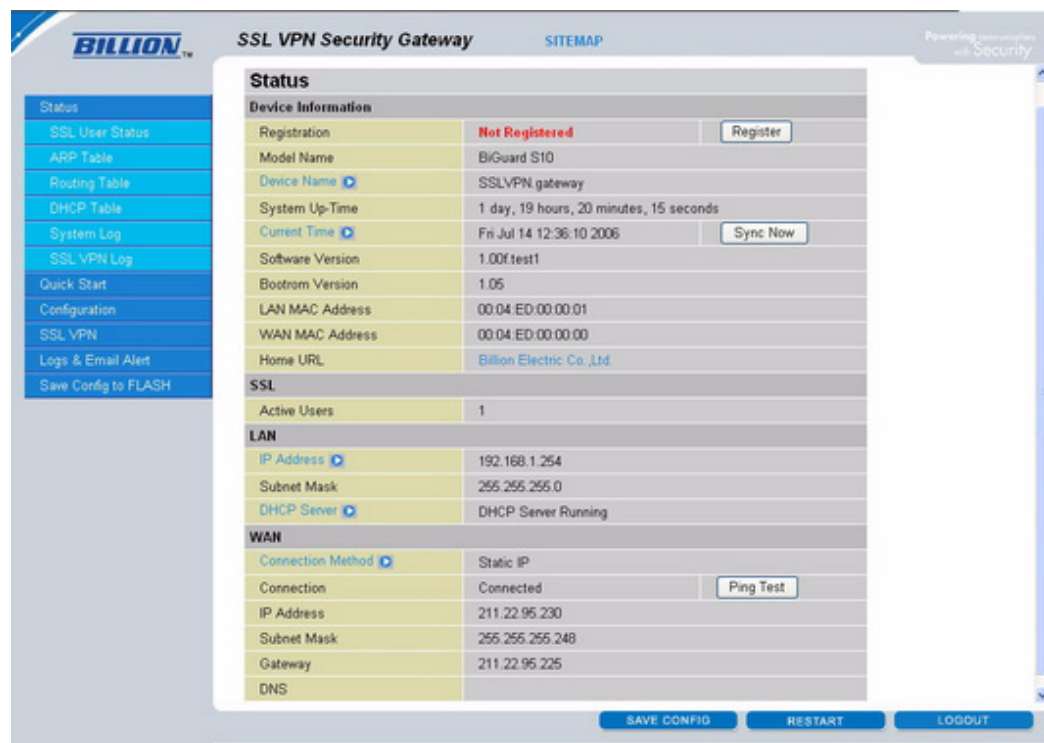 BILLION TM
SSL VPN Security Gateway SITEMAP
Powering communications
with Security
Status
SSL User Status
ARP Table
Routing Table
DHCP Table
System Log
SSL VPN Log
Quick Start
Configuration
SSL VPN
Logs & Email Alert
Save Config to FLASH
Status
Device Information
Registration Not Registered Register
Model Name BiGuard S10
Device Name SSLVPN.gateway
System Up-Time 1 day, 19 hours, 20 minutes, 15 seconds
Current Time Fri Jul 14 12:36:10 2006 Sync Now
Software Version 1.00f.test1
Bootrom Version 1.05
LAN MAC Address 00:04:ED:00:00:01
WAN MAC Address 00:04:ED:00:00:00
Home URL Billion Electric Co.,Ltd.
SSL
Active Users 1
LAN
IP Address 192.168.1.254
Subnet Mask 255.255.255.0
DHCP Server DHCP Server Running
WAN
Connection Method Static IP
Connection Connected Ping Test
IP Address 211.22.95.230
Subnet Mask 255.255.255.248
Gateway 211.22.95.225
DNS
SAVE CONFIG RESTART LOGOUT